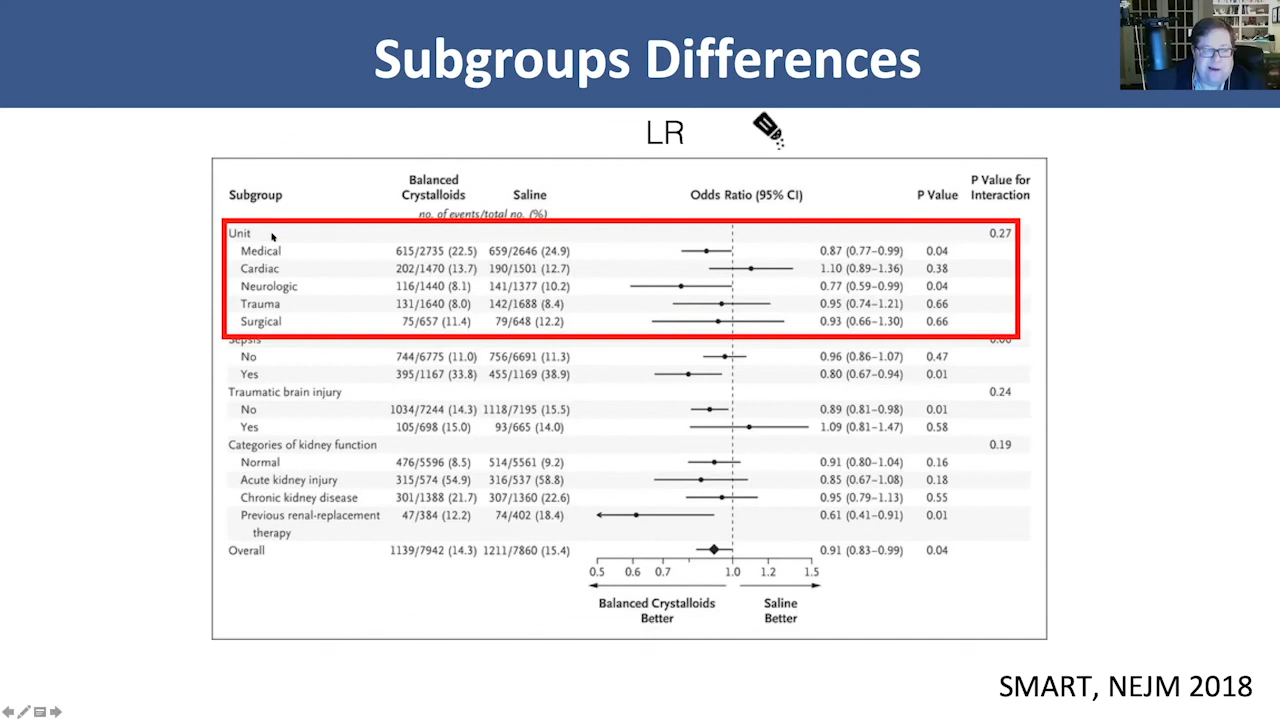 Subgroups Differences
LR
Subgroup Balanced Crystalloids Saline Odds Ratio (95% CI) P Value P Value for Interaction
no. of events/total no. (%)
Unit 0.27
Medical 615/2735 (22.5) 659/2646 (24.9) 0.87 (0.77–0.99) 0.04
Cardiac 202/1470 (13.7) 190/1501 (12.7) 1.10 (0.89–1.36) 0.38
Neurologic 116/1440 (8.1) 141/1377 (10.2) 0.77 (0.59–0.99) 0.04
Trauma 131/1640 (8.0) 142/1688 (8.4) 0.95 (0.74–1.21) 0.66
Surgical 75/657 (11.4) 79/648 (12.2) 0.93 (0.66–1.30) 0.66
Sepsis
No 744/6775 (11.0) 756/6691 (11.3) 0.96 (0.86–1.07) 0.47
Yes 395/1167 (33.8) 455/1169 (38.9) 0.80 (0.67–0.94) 0.01
Traumatic brain injury 0.24
No 1034/7244 (14.3) 1118/7195 (15.5) 0.89 (0.81–0.98) 0.01
Yes 105/698 (15.0) 93/665 (14.0) 1.09 (0.81–1.47) 0.58
Categories of kidney function 0.19
Normal 476/5596 (8.5) 514/5561 (9.2) 0.91 (0.80–1.04) 0.16
Acute kidney injury 315/574 (54.9) 316/537 (58.8) 0.85 (0.67–1.08) 0.18
Chronic kidney disease 301/1388 (21.7) 307/1360 (22.6) 0.95 (0.79–1.13) 0.55
Previous renal-replacement 47/384 (12.2) 74/402 (18.4) 0.61 (0.41–0.91) 0.01
therapy
Overall 1139/7942 (14.3) 1211/7860 (15.4) 0.91 (0.83–0.99) 0.04
0.5 0.6 0.7 1.0 1.2 1.5
Balanced Crystalloids Better Saline Better
SMART, NEJM 2018